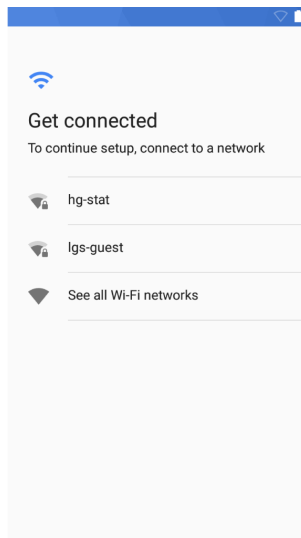 Get connected
To continue setup, connect to a network
hg-stat
lgs-guest
See all Wi-Fi networks